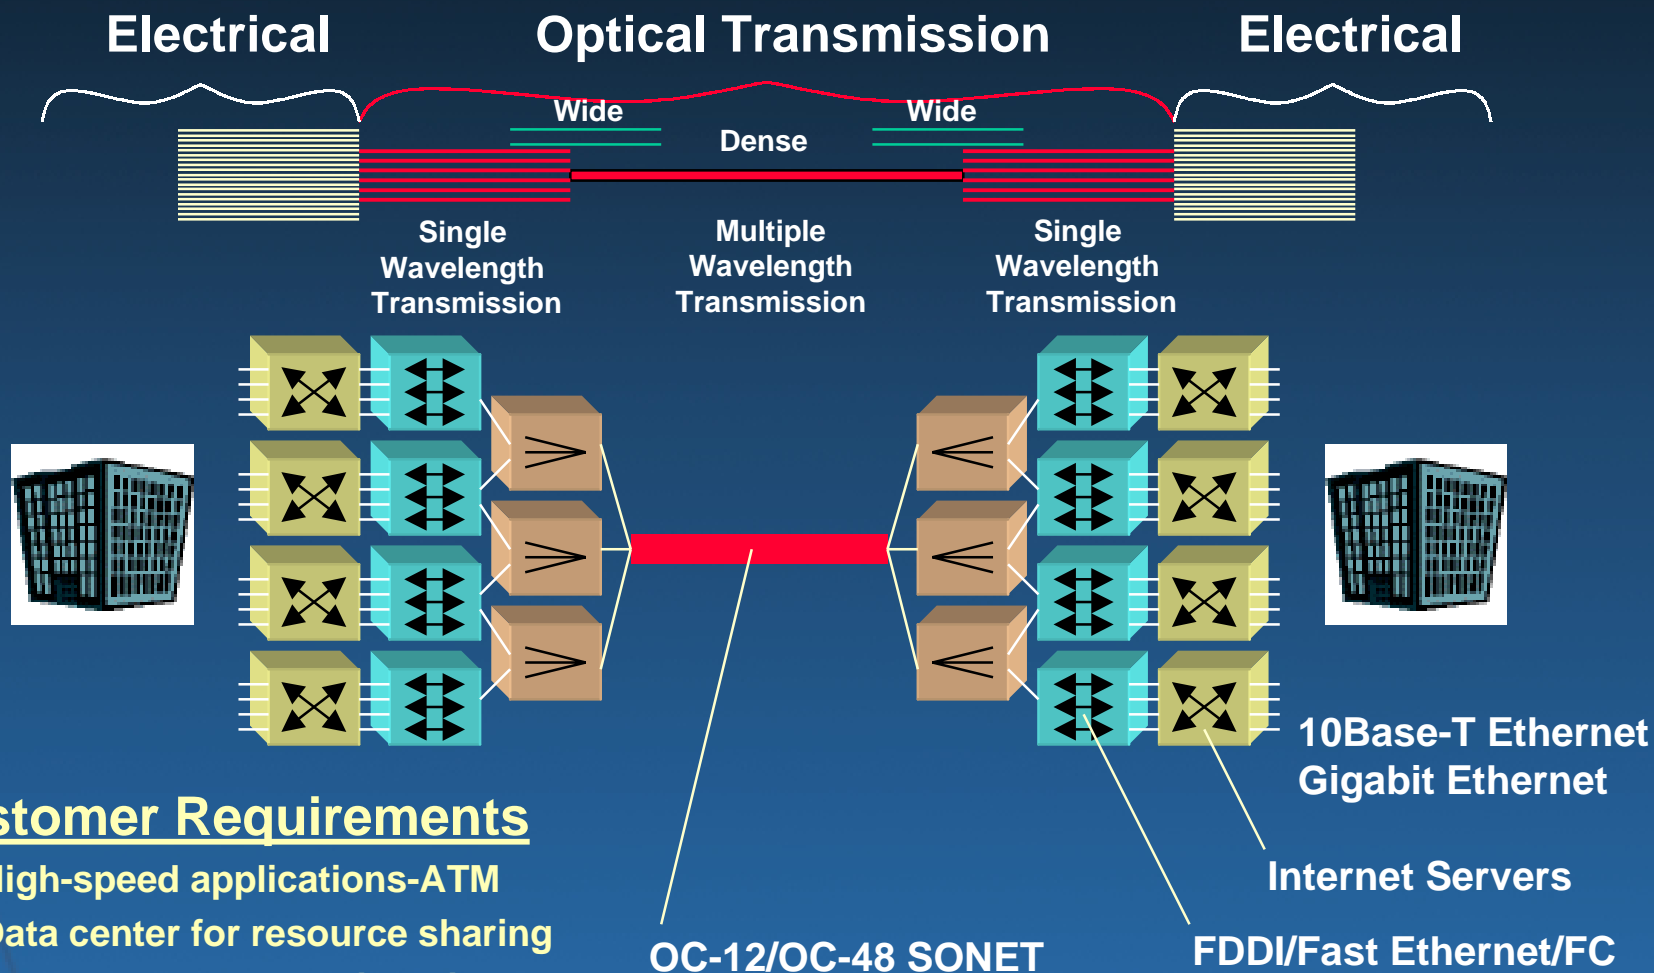 Electrical
Optical Transmission
Electrical
Wide
Wide
Dense
Single
Wavelength
Transmission
Multiple
Wavelength
Transmission
Single
Wavelength
Transmission
10Base-T Ethernet
Gigabit Ethernet
stomer Requirements
High-speed applications-ATM
Data center for resource sharing
Internet Servers
OC-12/OC-48 SONET
FDDI/Fast Ethernet/FC